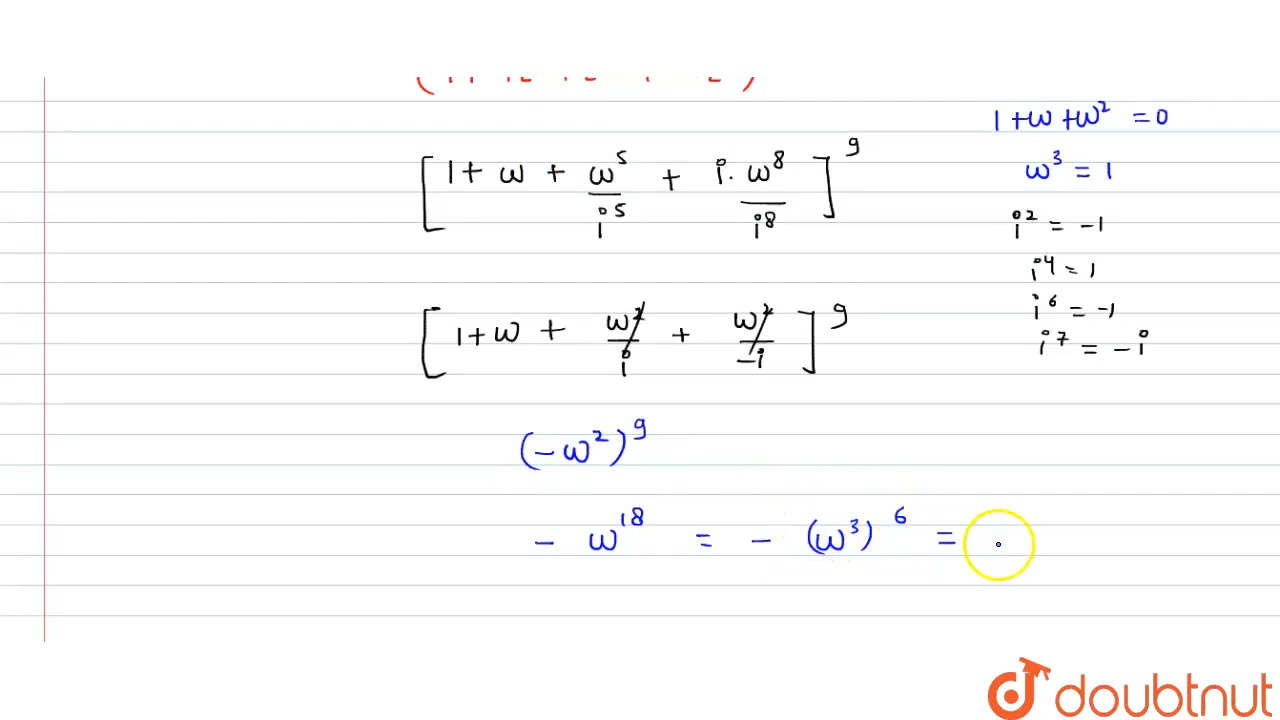 [1 + ω + ω^5/i^5 + i·ω^8/i^8]^9
1 + ω + ω^2 = 0
ω^3 = 1
i^2 = -1
i^4 = 1
i^6 = -1
i^7 = -i
[1 + ω + ω^2/i + ω^2/-i]^9
(-ω^2)^9
- ω^18 = - (ω^3)^6 =
doubtnut